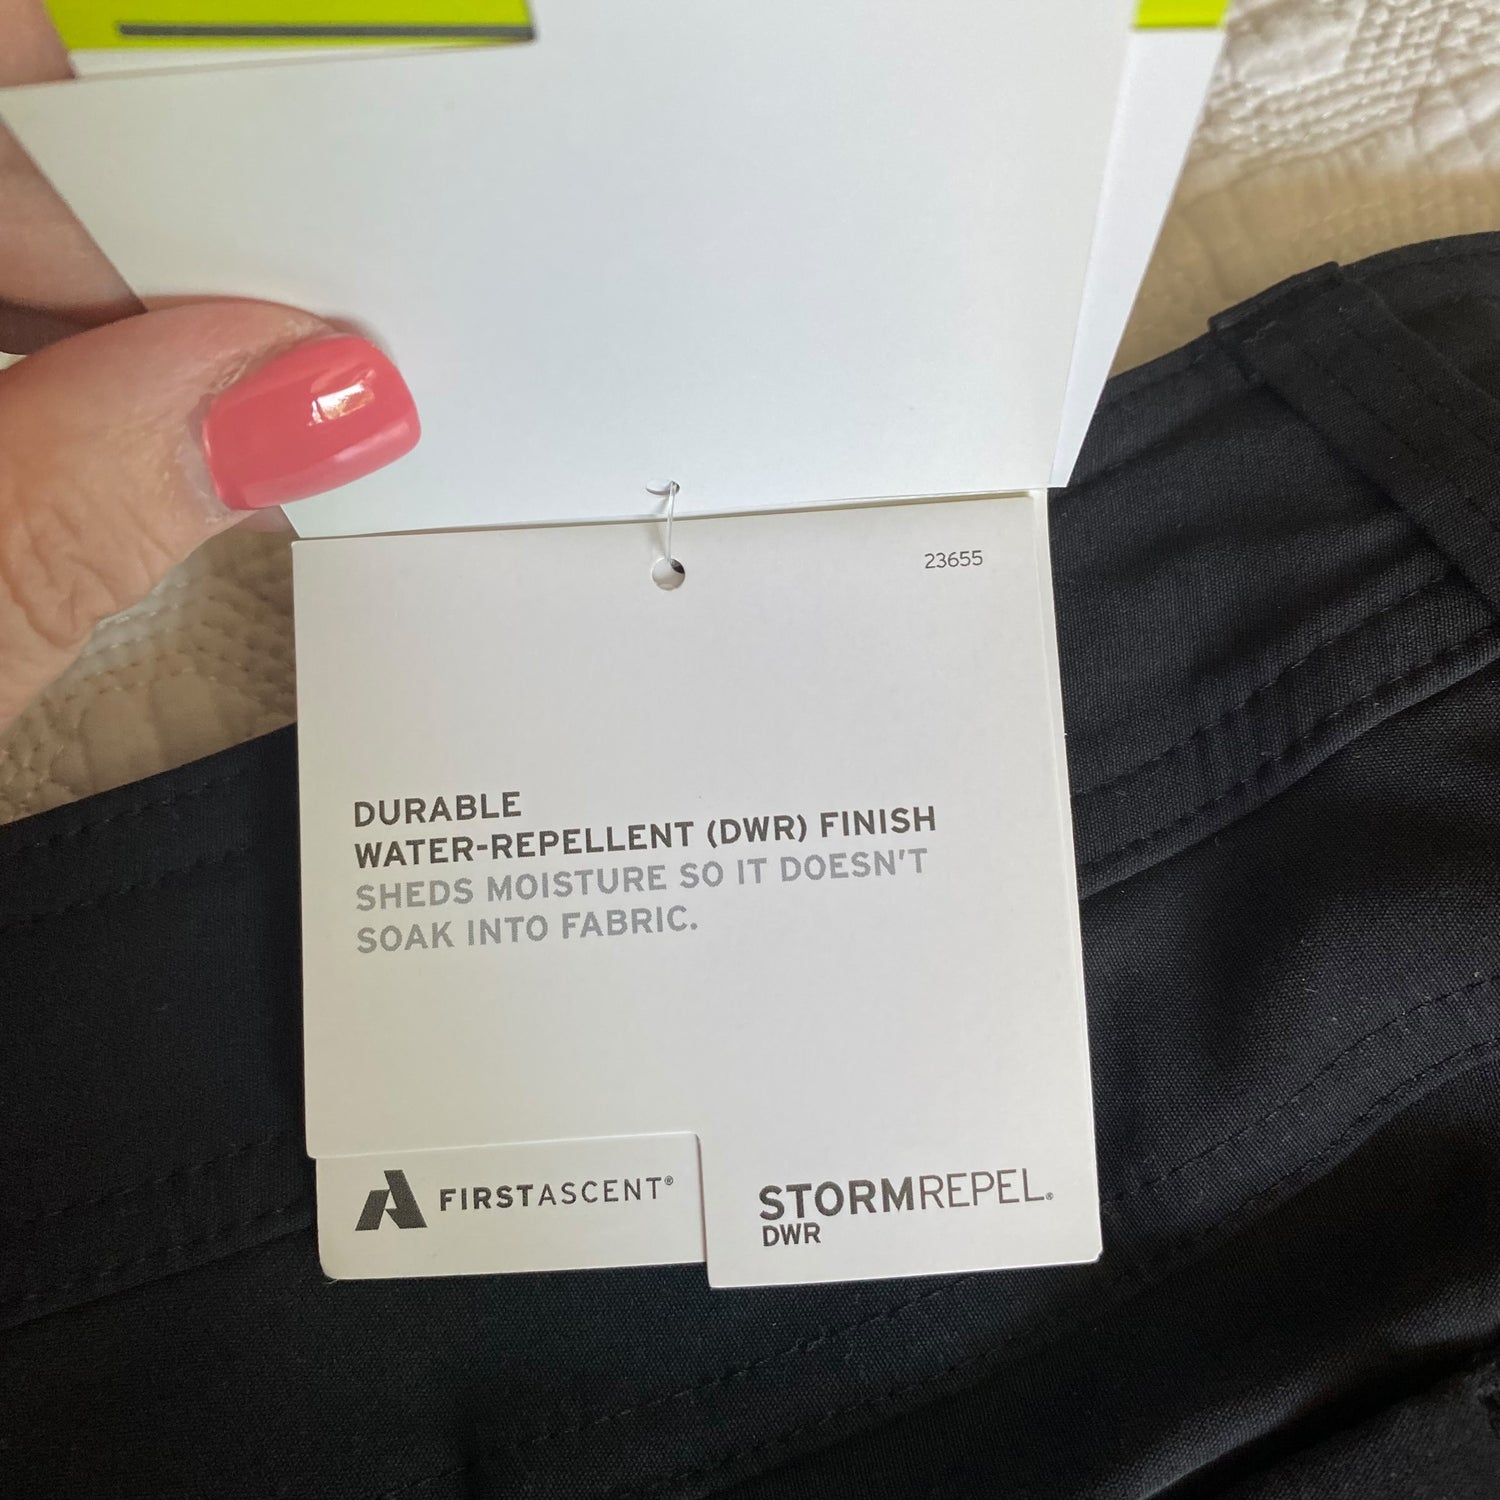 23655
DURABLE
WATER-REPELLENT (DWR) FINISH
SHEDS MOISTURE SO IT DOESN'T
SOAK INTO FABRIC.
FIRSTASCENT®
STORMREPEL®
DWR